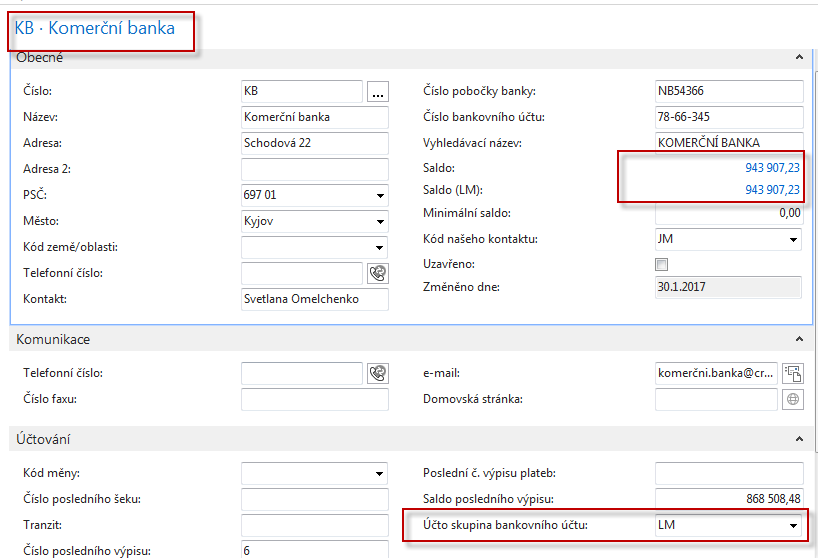 KB · Komerční banka
Obecné
Číslo: KB ...
Název: Komerční banka
Adresa: Schodová 22
Adresa 2:
PSČ: 697 01
Město: Kyjov
Kód země/oblasti:
Telefonní číslo:
Kontakt: Svetlana Omelchenko
Číslo pobočky banky: NB54366
Číslo bankovního účtu: 78-66-345
Vyhledávací název: KOMERČNÍ BANKA
Saldo: 943 907,23
Saldo (LM): 943 907,23
Minimální saldo: 0,00
Kód našeho kontaktu: JM
Uzavřeno:
Změněno dne: 30.1.2017
Komunikace
Telefonní číslo:
Číslo faxu:
e-mail: komerčni.banka@cr...
Domovská stránka:
Účtování
Kód měny:
Číslo posledního šeku:
Tranzit:
Číslo posledního výpisu: 6
Poslední č. výpisu plateb:
Saldo posledního výpisu: 868 508,48
Účto skupina bankovního účtu: LM